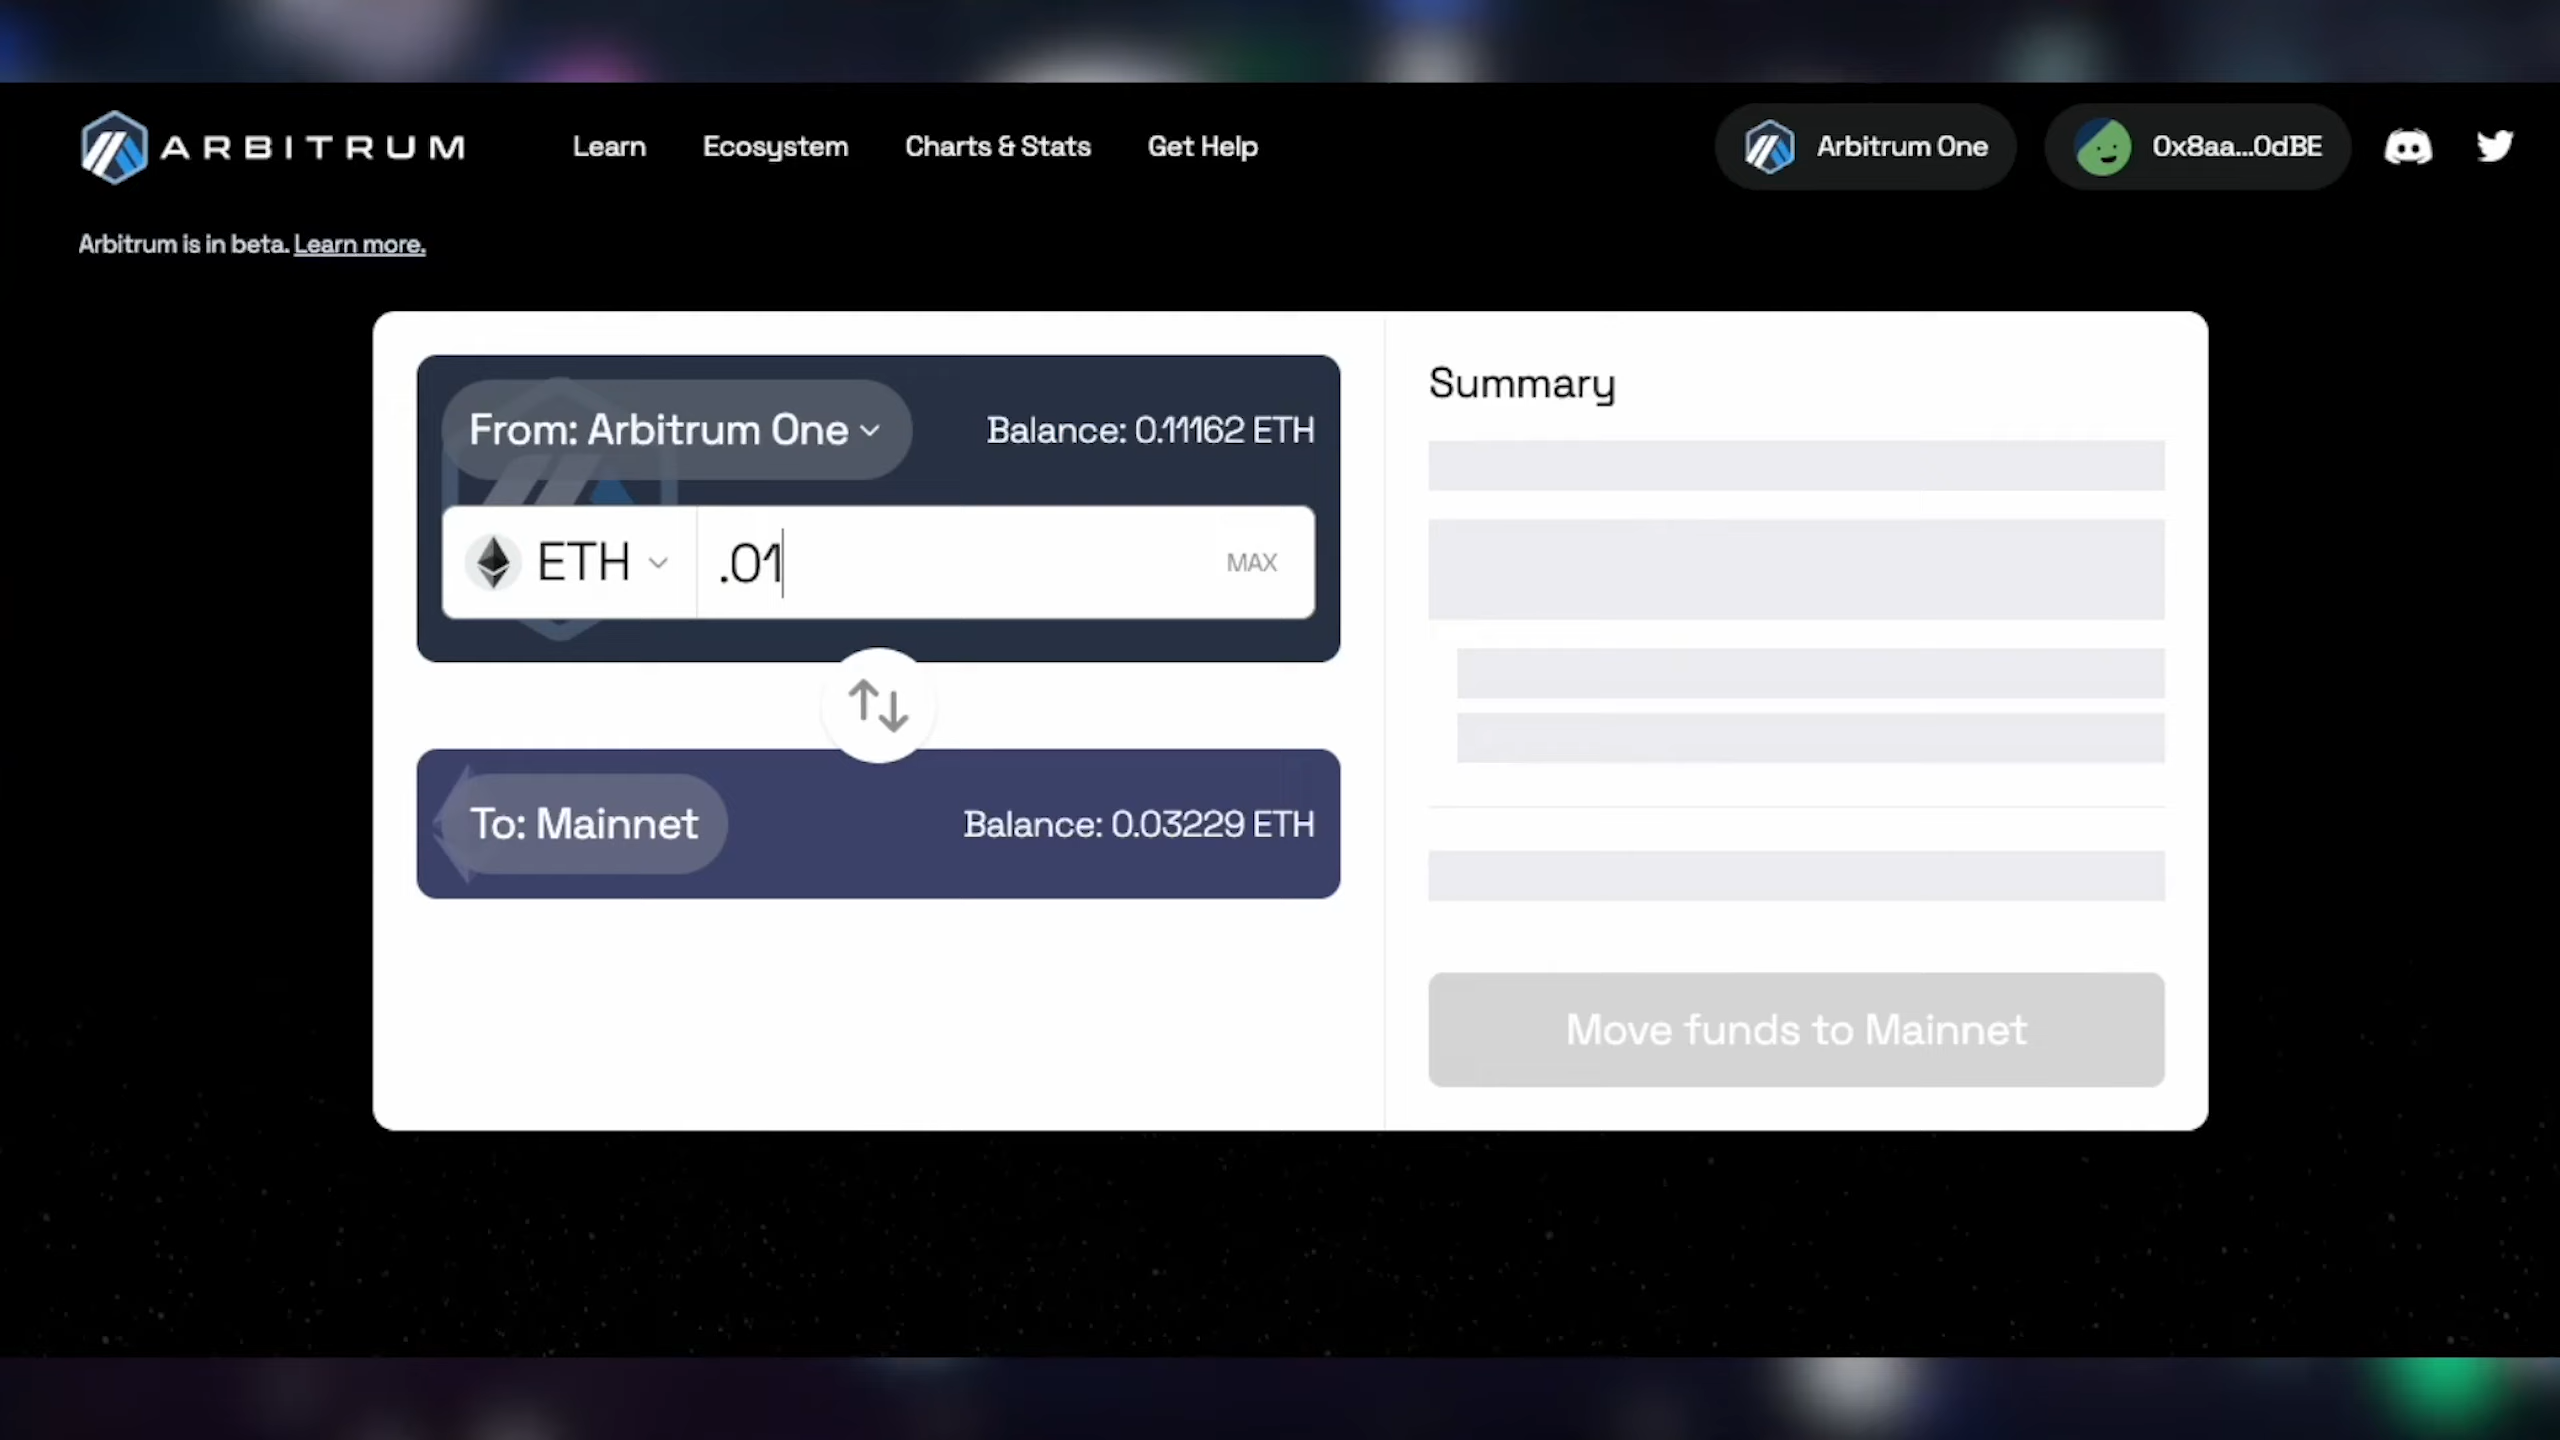 ARBITRUM
Learn
Ecosystem
Charts & Stats
Get Help
Arbitrum One
0x8aa...0dBE
Arbitrum is in beta. Learn more.
From: Arbitrum One
Balance: 0.11162 ETH
ETH
.01
MAX
To: Mainnet
Balance: 0.03229 ETH
Summary
Move funds to Mainnet